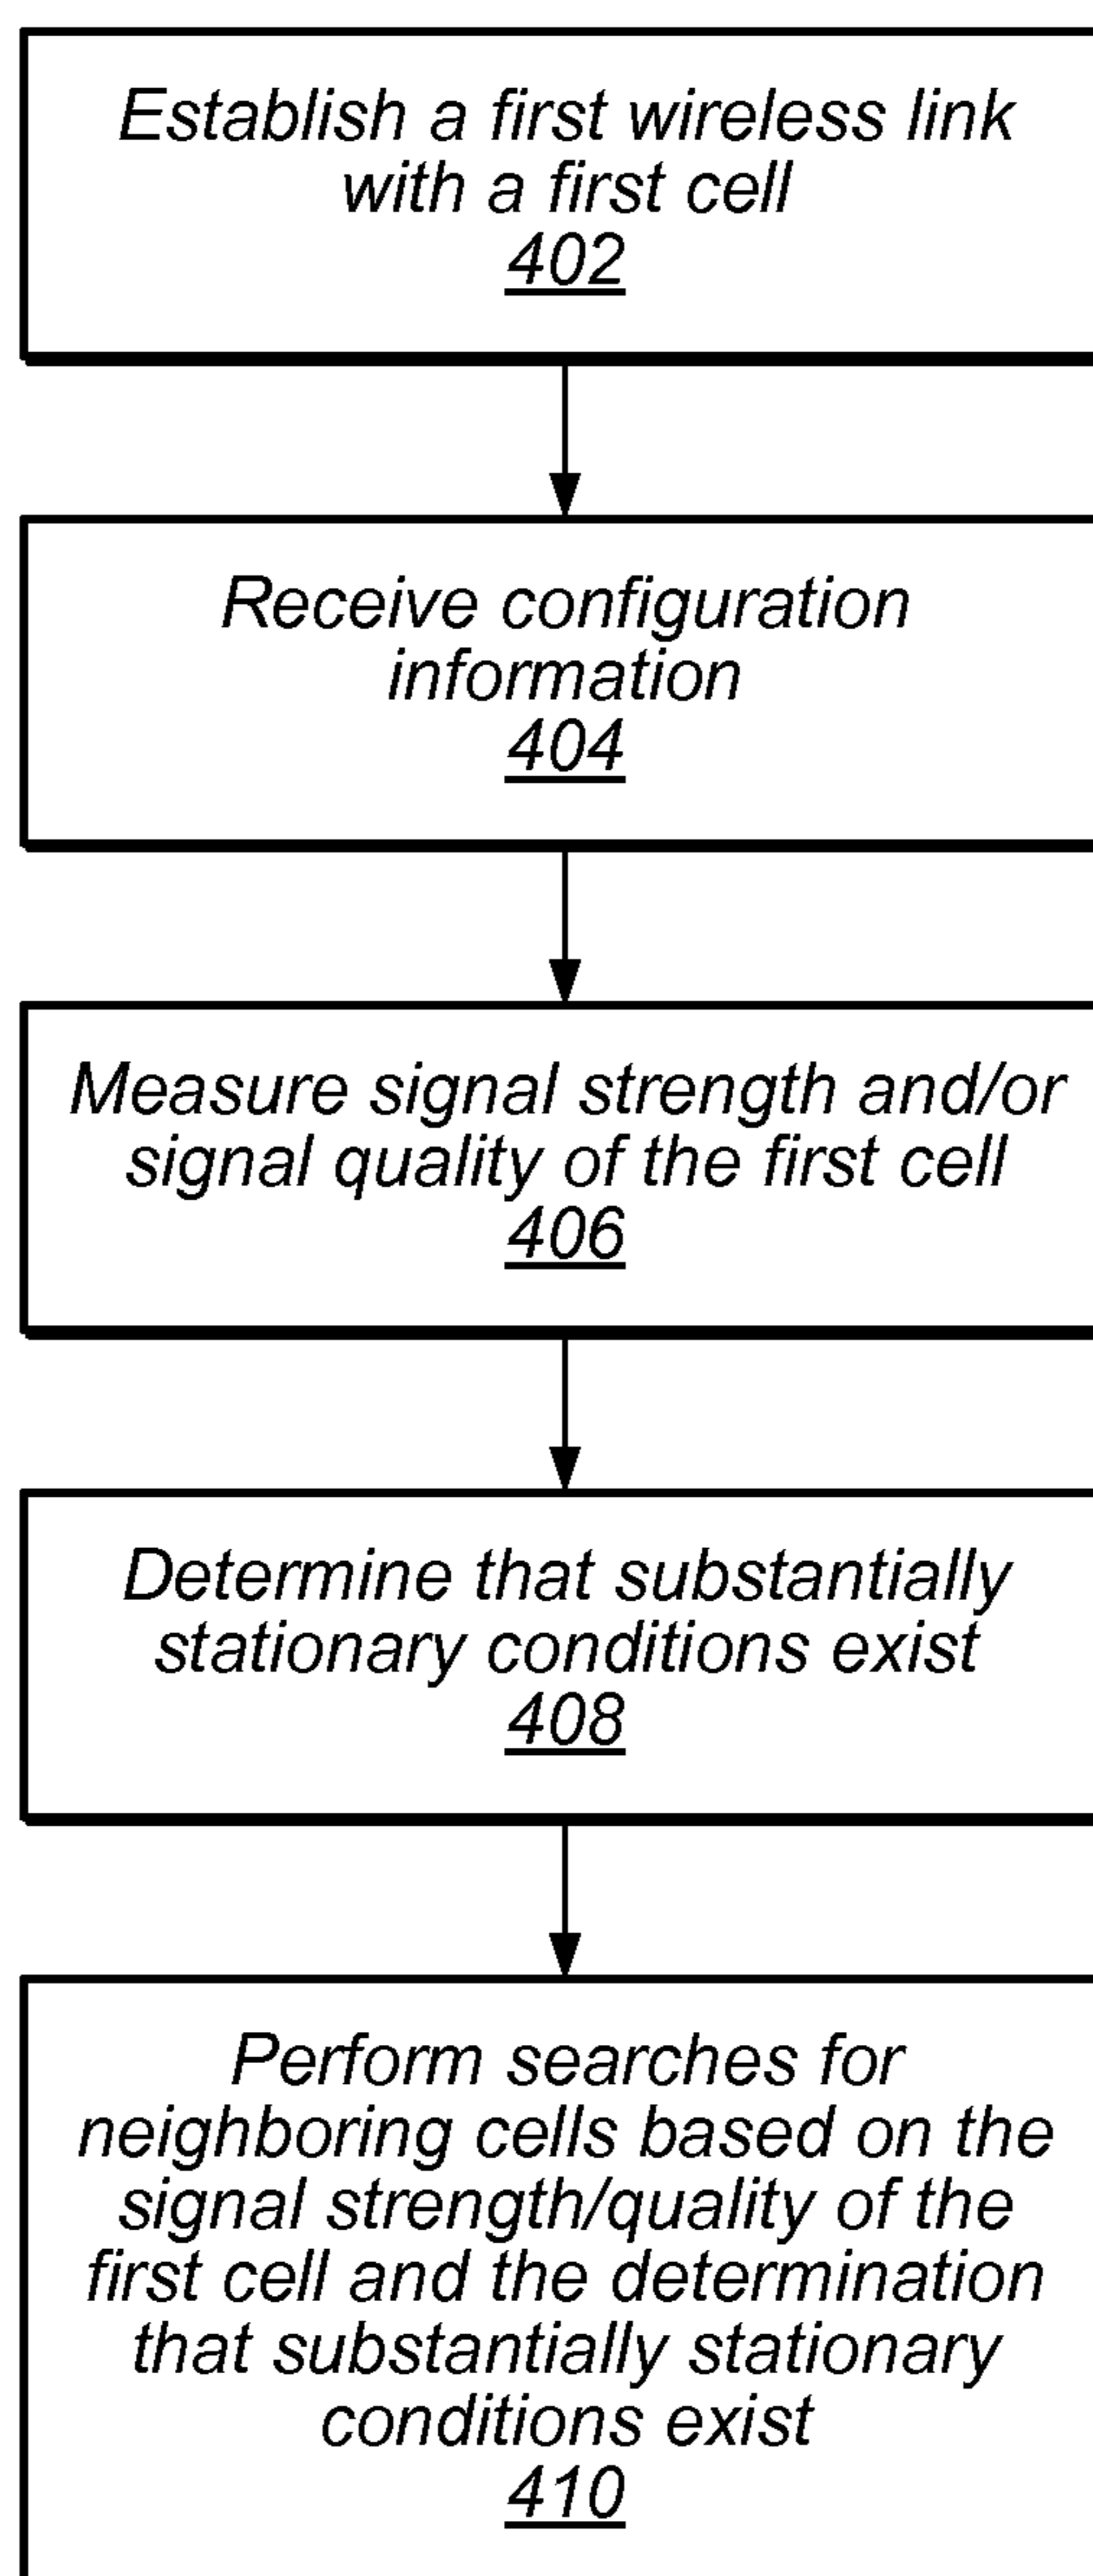 Establish a first wireless link
with a first cell
402
Receive configuration
information
404
Measure signal strength and/or
signal quality of the first cell
406
Determine that substantially
stationary conditions exist
408
Perform searches for
neighboring cells based on the
signal strength/quality of the
first cell and the determination
that substantially stationary
conditions exist
410